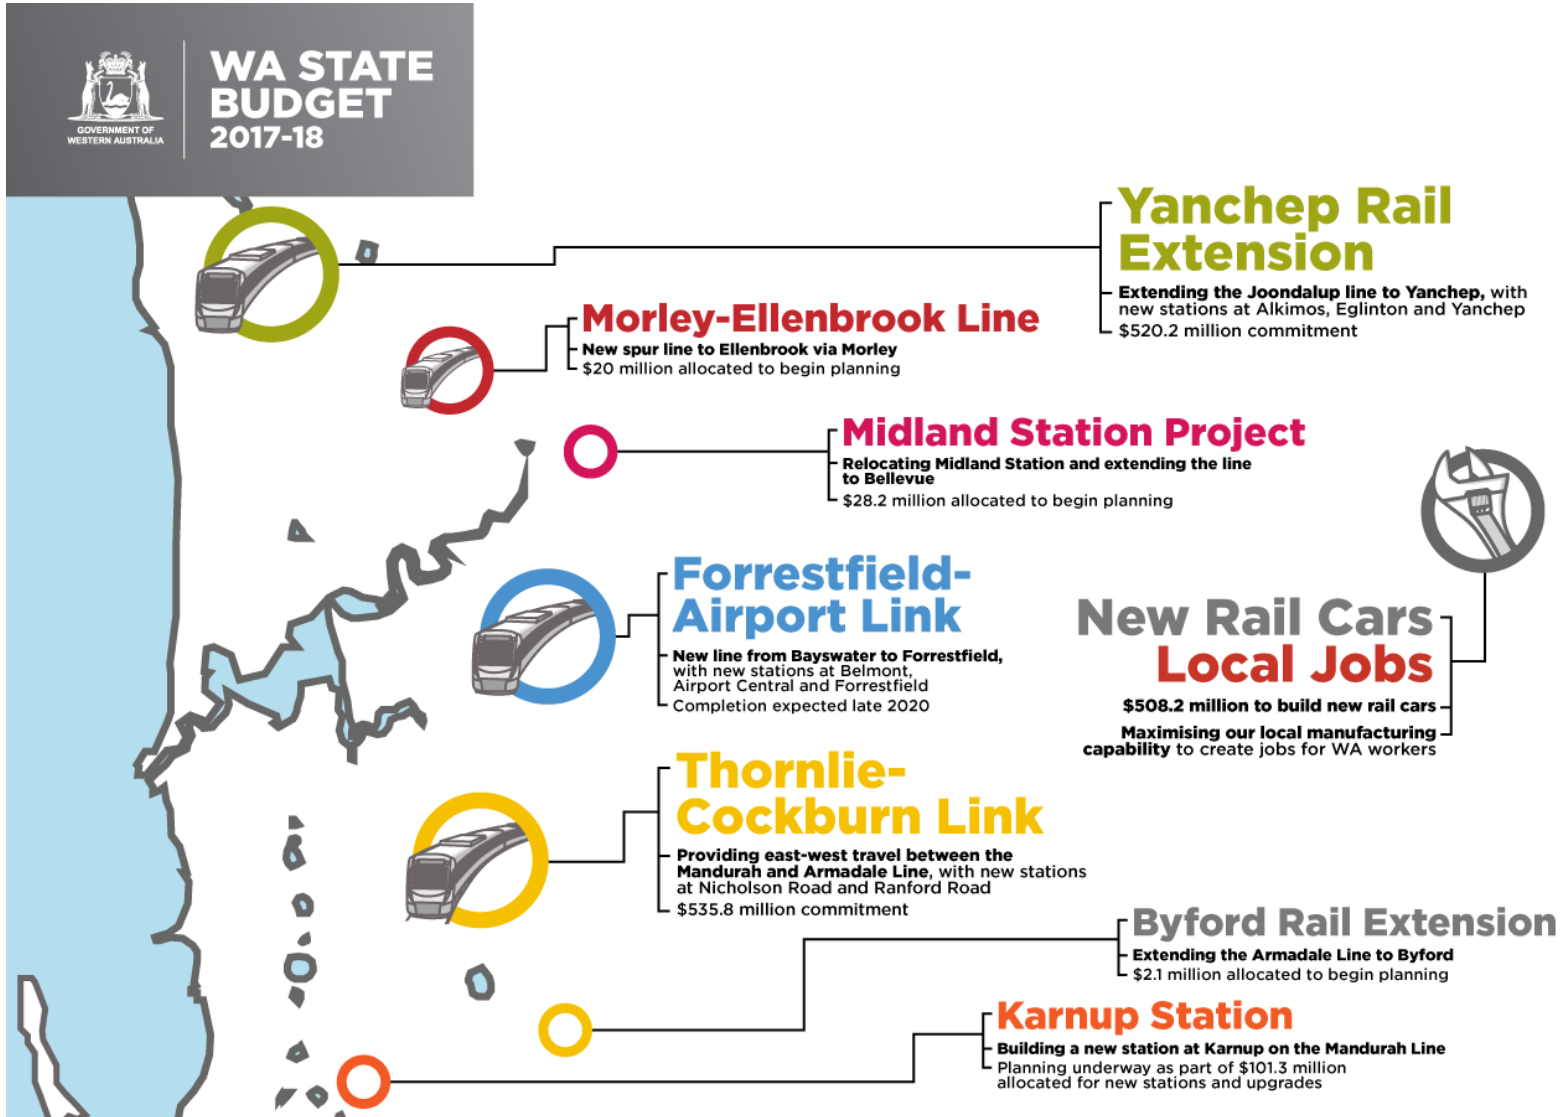 GOVERNMENT OF
WESTERN AUSTRALIA
WA STATE
BUDGET
2017-18
Yanchep Rail
Extension
Extending the Joondalup line to Yanchep, with
new stations at Alkimos, Eglinton and Yanchep
$520.2 million commitment
Morley-Ellenbrook Line
New spur line to Ellenbrook via Morley
$20 million allocated to begin planning
Midland Station Project
Relocating Midland Station and extending the line
to Bellevue
$28.2 million allocated to begin planning
Forrestfield-
Airport Link
New line from Bayswater to Forrestfield,
with new stations at Belmont,
Airport Central and Forrestfield
Completion expected late 2020
New Rail Cars
Local Jobs
$508.2 million to build new rail cars
Maximising our local manufacturing
capability to create jobs for WA workers
Thornlie-
Cockburn Link
Providing east-west travel between the
Mandurah and Armadale Line, with new stations
at Nicholson Road and Ranford Road
$535.8 million commitment
Byford Rail Extension
Extending the Armadale Line to Byford
$2.1 million allocated to begin planning
Karnup Station
Building a new station at Karnup on the Mandurah Line
Planning underway as part of $101.3 million
allocated for new stations and upgrades